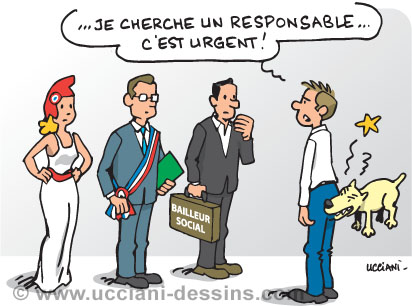 ...JE CHERCHE UN RESPONSABLE...
C'EST URGENT!
BAILLEUR
SOCIAL
UCCIANI-
© www.ucciani-dessins.com